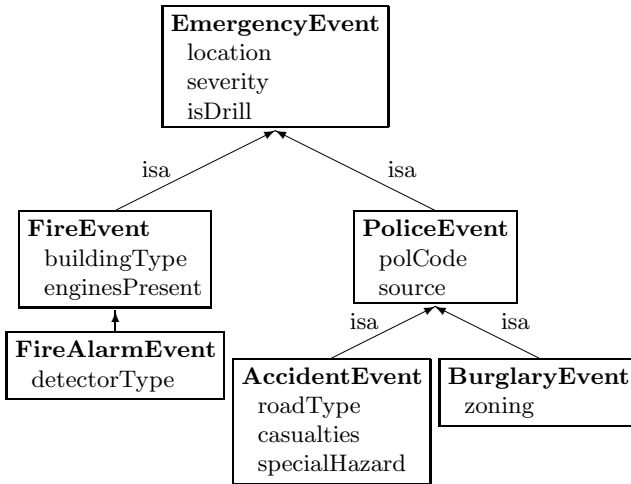 EmergencyEvent
location
severity
isDrill
isa
isa
FireEvent
buildingType
enginesPresent
PoliceEvent
polCode
source
isa
isa
FireAlarmEvent
detectorType
AccidentEvent
roadType
casualties
specialHazard
BurglaryEvent
zoning